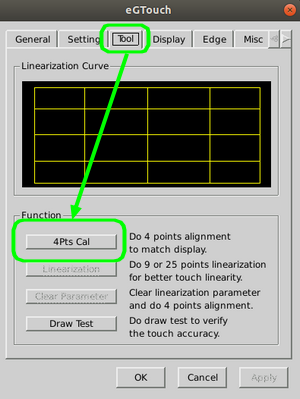 eGTouch
General Setting Tool Display Edge Misc
Linearization Curve
Function
4Pts Cal Do 4 points alignment
to match display.
Linearization Do 9 or 25 points linearization
for better touch linearity.
Clear Parameter Clear linearization parameter
and do 4 points alignment.
Draw Test Do draw test to verify
the touch accuracy.
OK Cancel Apply